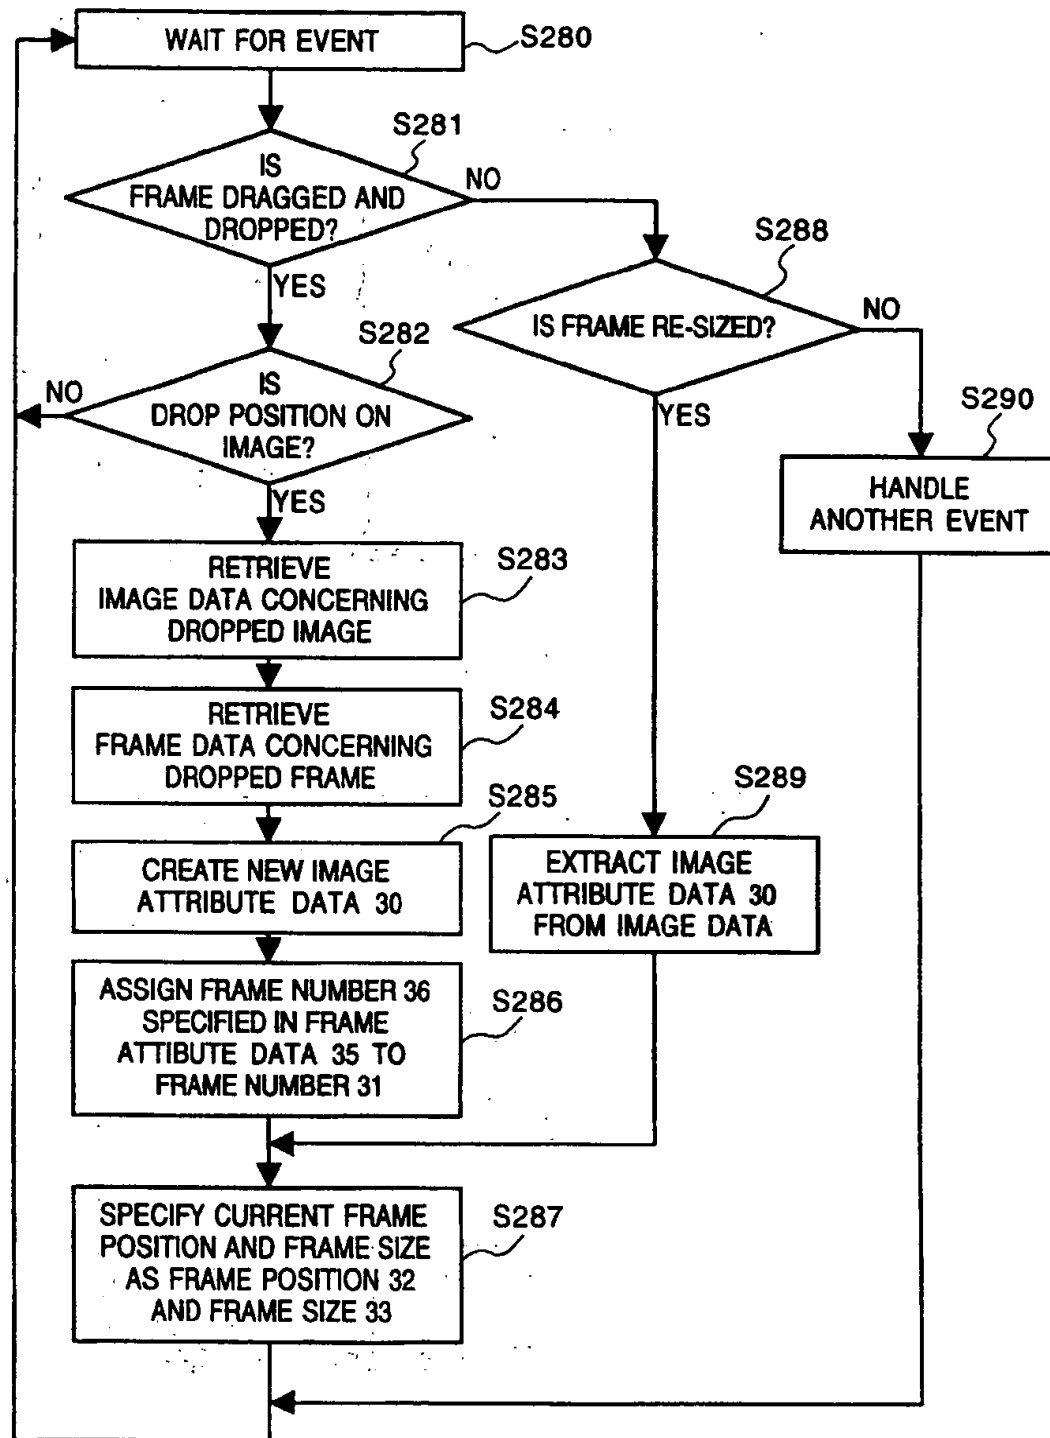 WAIT FOR EVENT
S280
S281
IS
FRAME DRAGGED AND
DROPPED?
NO
YES
S288
IS FRAME RE-SIZED?
NO
YES
S282
IS
DROP POSITION ON
IMAGE?
NO
YES
S290
HANDLE
ANOTHER EVENT
S283
RETRIEVE
IMAGE DATA CONCERNING
DROPPED IMAGE
S284
RETRIEVE
FRAME DATA CONCERNING
DROPPED FRAME
S285
CREATE NEW IMAGE
ATTRIBUTE DATA 30
S289
EXTRACT IMAGE
ATTRIBUTE DATA 30
FROM IMAGE DATA
S286
ASSIGN FRAME NUMBER 36
SPECIFIED IN FRAME
ATTIBUTE DATA 35 TO
FRAME NUMBER 31
S287
SPECIFY CURRENT FRAME
POSITION AND FRAME SIZE
AS FRAME POSITION 32
AND FRAME SIZE 33